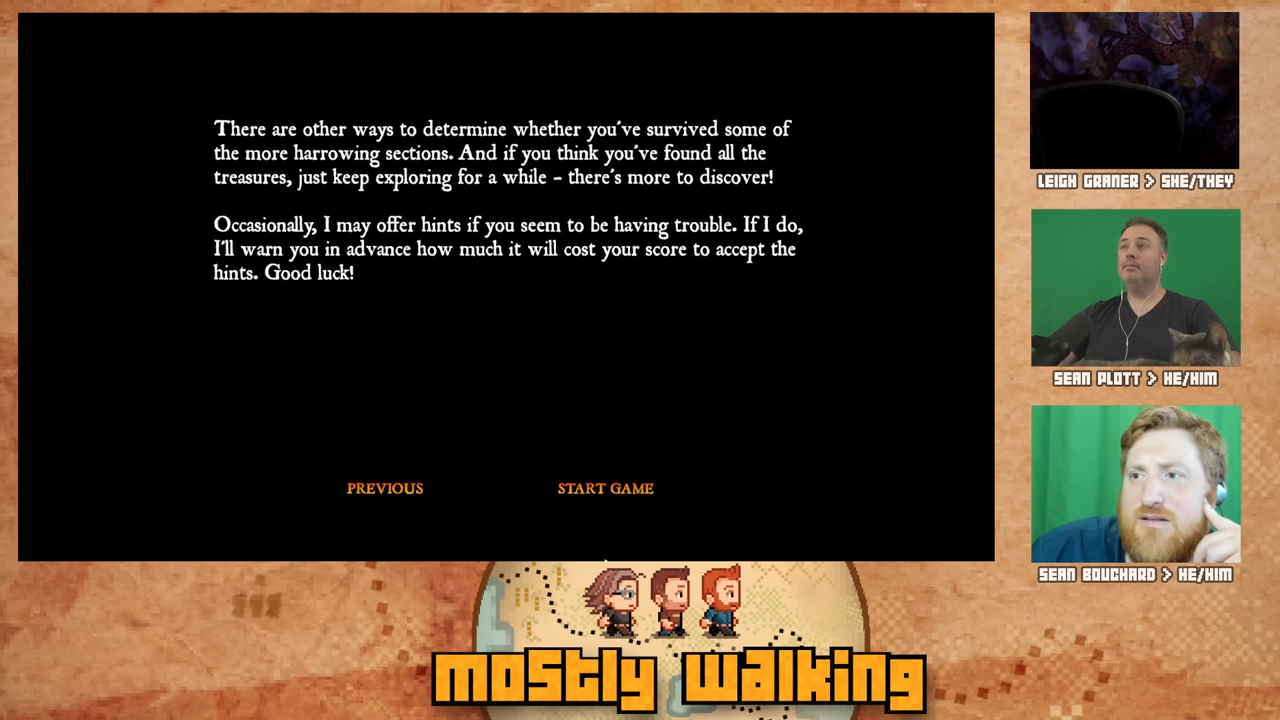 There are other ways to determine whether you've survived some of
the more harrowing sections. And if you think you've found all the
treasures, just keep exploring for a while - there's more to discover!
Occasionally, I may offer hints if you seem to be having trouble. If I do,
I'll warn you in advance how much it will cost your score to accept the
hints. Good luck!
PREVIOUS
START GAME
LEIGH GRANER > SHE/THEY
SEAN PLOTT > HE/HIM
SEAN BOUCHARD > HE/HIM
mostly walking